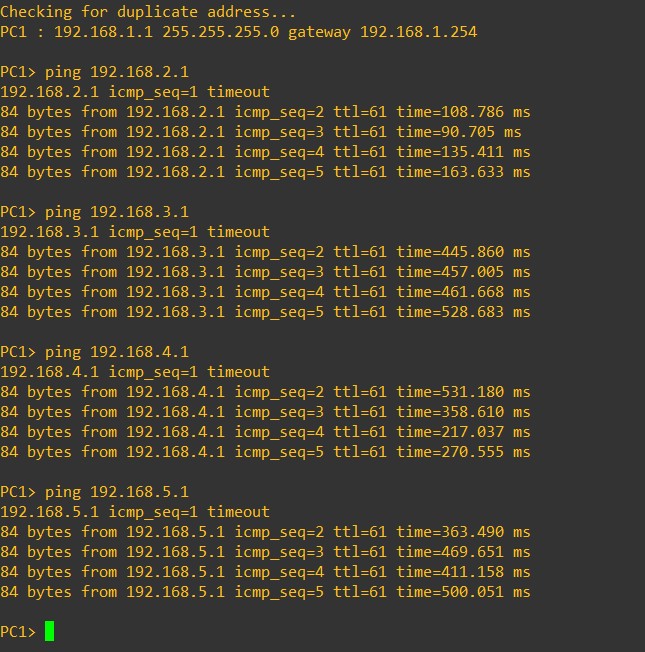 Checking for duplicate address...
PC1 : 192.168.1.1 255.255.255.0 gateway 192.168.1.254
PC1> ping 192.168.2.1
192.168.2.1 icmp_seq=1 timeout
84 bytes from 192.168.2.1 icmp_seq=2 ttl=61 time=108.786 ms
84 bytes from 192.168.2.1 icmp_seq=3 ttl=61 time=90.705 ms
84 bytes from 192.168.2.1 icmp_seq=4 ttl=61 time=135.411 ms
84 bytes from 192.168.2.1 icmp_seq=5 ttl=61 time=163.633 ms
PC1> ping 192.168.3.1
192.168.3.1 icmp_seq=1 timeout
84 bytes from 192.168.3.1 icmp_seq=2 ttl=61 time=445.860 ms
84 bytes from 192.168.3.1 icmp_seq=3 ttl=61 time=457.005 ms
84 bytes from 192.168.3.1 icmp_seq=4 ttl=61 time=461.668 ms
84 bytes from 192.168.3.1 icmp_seq=5 ttl=61 time=528.683 ms
PC1> ping 192.168.4.1
192.168.4.1 icmp_seq=1 timeout
84 bytes from 192.168.4.1 icmp_seq=2 ttl=61 time=531.180 ms
84 bytes from 192.168.4.1 icmp_seq=3 ttl=61 time=358.610 ms
84 bytes from 192.168.4.1 icmp_seq=4 ttl=61 time=217.037 ms
84 bytes from 192.168.4.1 icmp_seq=5 ttl=61 time=270.555 ms
PC1> ping 192.168.5.1
192.168.5.1 icmp_seq=1 timeout
84 bytes from 192.168.5.1 icmp_seq=2 ttl=61 time=363.490 ms
84 bytes from 192.168.5.1 icmp_seq=3 ttl=61 time=469.651 ms
84 bytes from 192.168.5.1 icmp_seq=4 ttl=61 time=411.158 ms
84 bytes from 192.168.5.1 icmp_seq=5 ttl=61 time=500.051 ms
PC1>